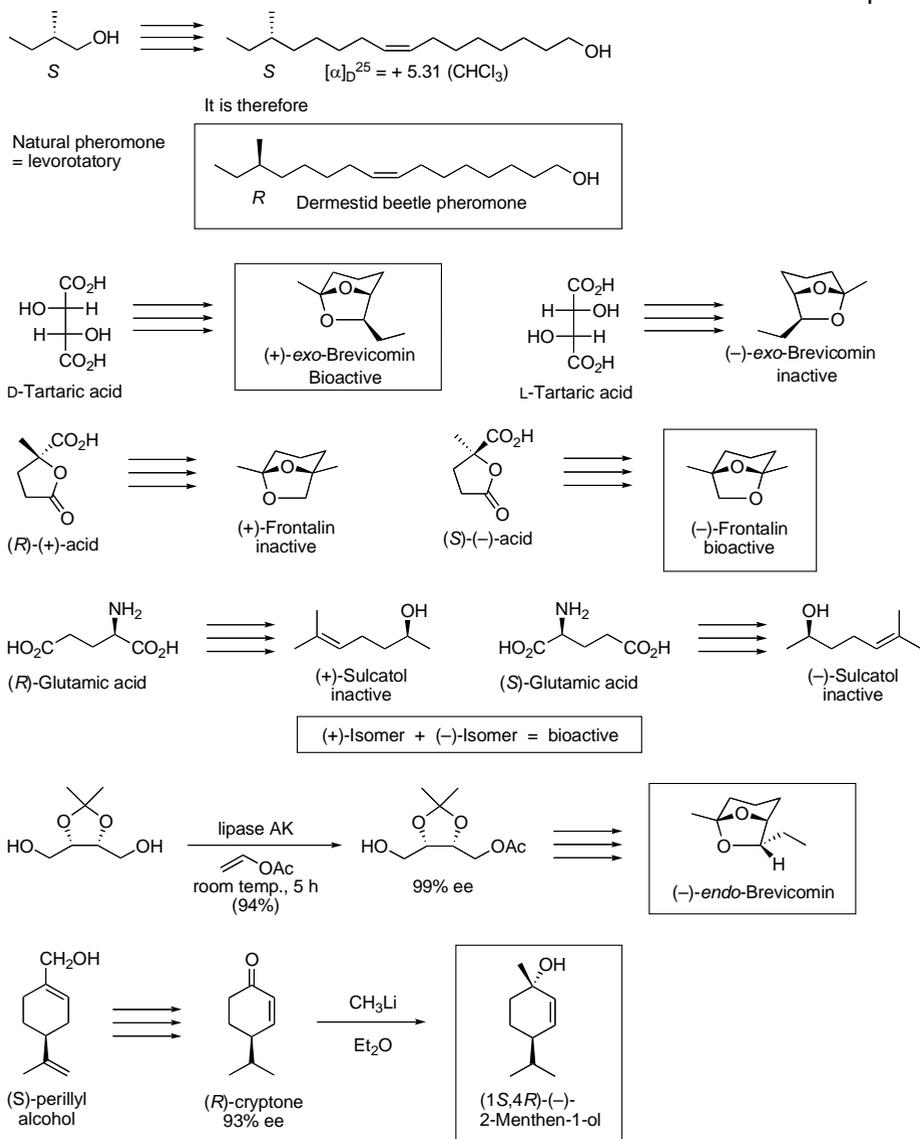 OH
S
S
[α]D25 = + 5.31 (CHCl3)
OH
It is therefore
Natural pheromone
= levorotatory
OH
R
Dermestid beetle pheromone
CO2H
HO H
H OH
CO2H
D-Tartaric acid
O
O
(+)-exo-Brevicomin
Bioactive
CO2H
H OH
HO H
CO2H
L-Tartaric acid
O
O
(–)-exo-Brevicomin
inactive
CO2H
O
O
(R)-(+)-acid
O
O
(+)-Frontalin
inactive
CO2H
O
O
(S)-(–)-acid
O
O
(–)-Frontalin
bioactive
NH2
HO2C CO2H
(R)-Glutamic acid
OH
(+)-Sulcatol
inactive
NH2
HO2C CO2H
(S)-Glutamic acid
OH
(–)-Sulcatol
inactive
(+)-Isomer + (–)-Isomer = bioactive
O O
HO OH
lipase AK
OAc
room temp., 5 h
(94%)
O O
HO OAc
99% ee
O
O
H
(–)-endo-Brevicomin
CH2OH
(S)-perillyl
alcohol
O
(R)-cryptone
93% ee
CH3Li
Et2O
OH
(1S,4R)-(–)-
2-Menthen-1-ol